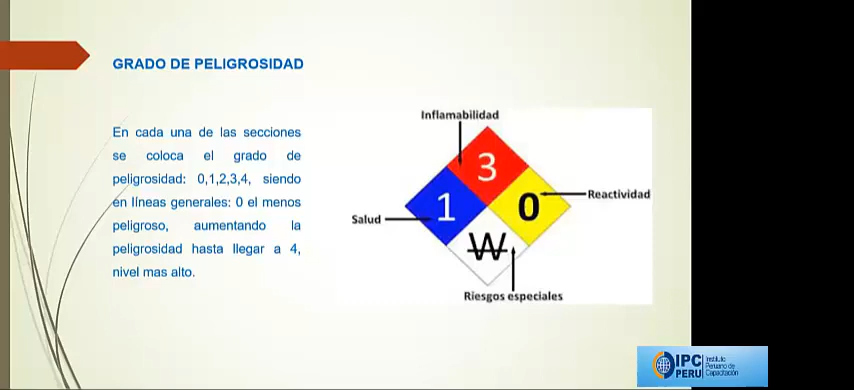 GRADO DE PELIGROSIDAD
En cada una de las secciones
se coloca el grado de
peligrosidad: 0,1,2,3,4, siendo
en líneas generales: 0 el menos
peligroso, aumentando la
peligrosidad hasta llegar a 4,
nivel mas alto.
Inflamabilidad
3
Reactividad
1
0
Salud
W
Riesgos especiales
IPC
PERU
Instituto
Peruano de
Capacitación